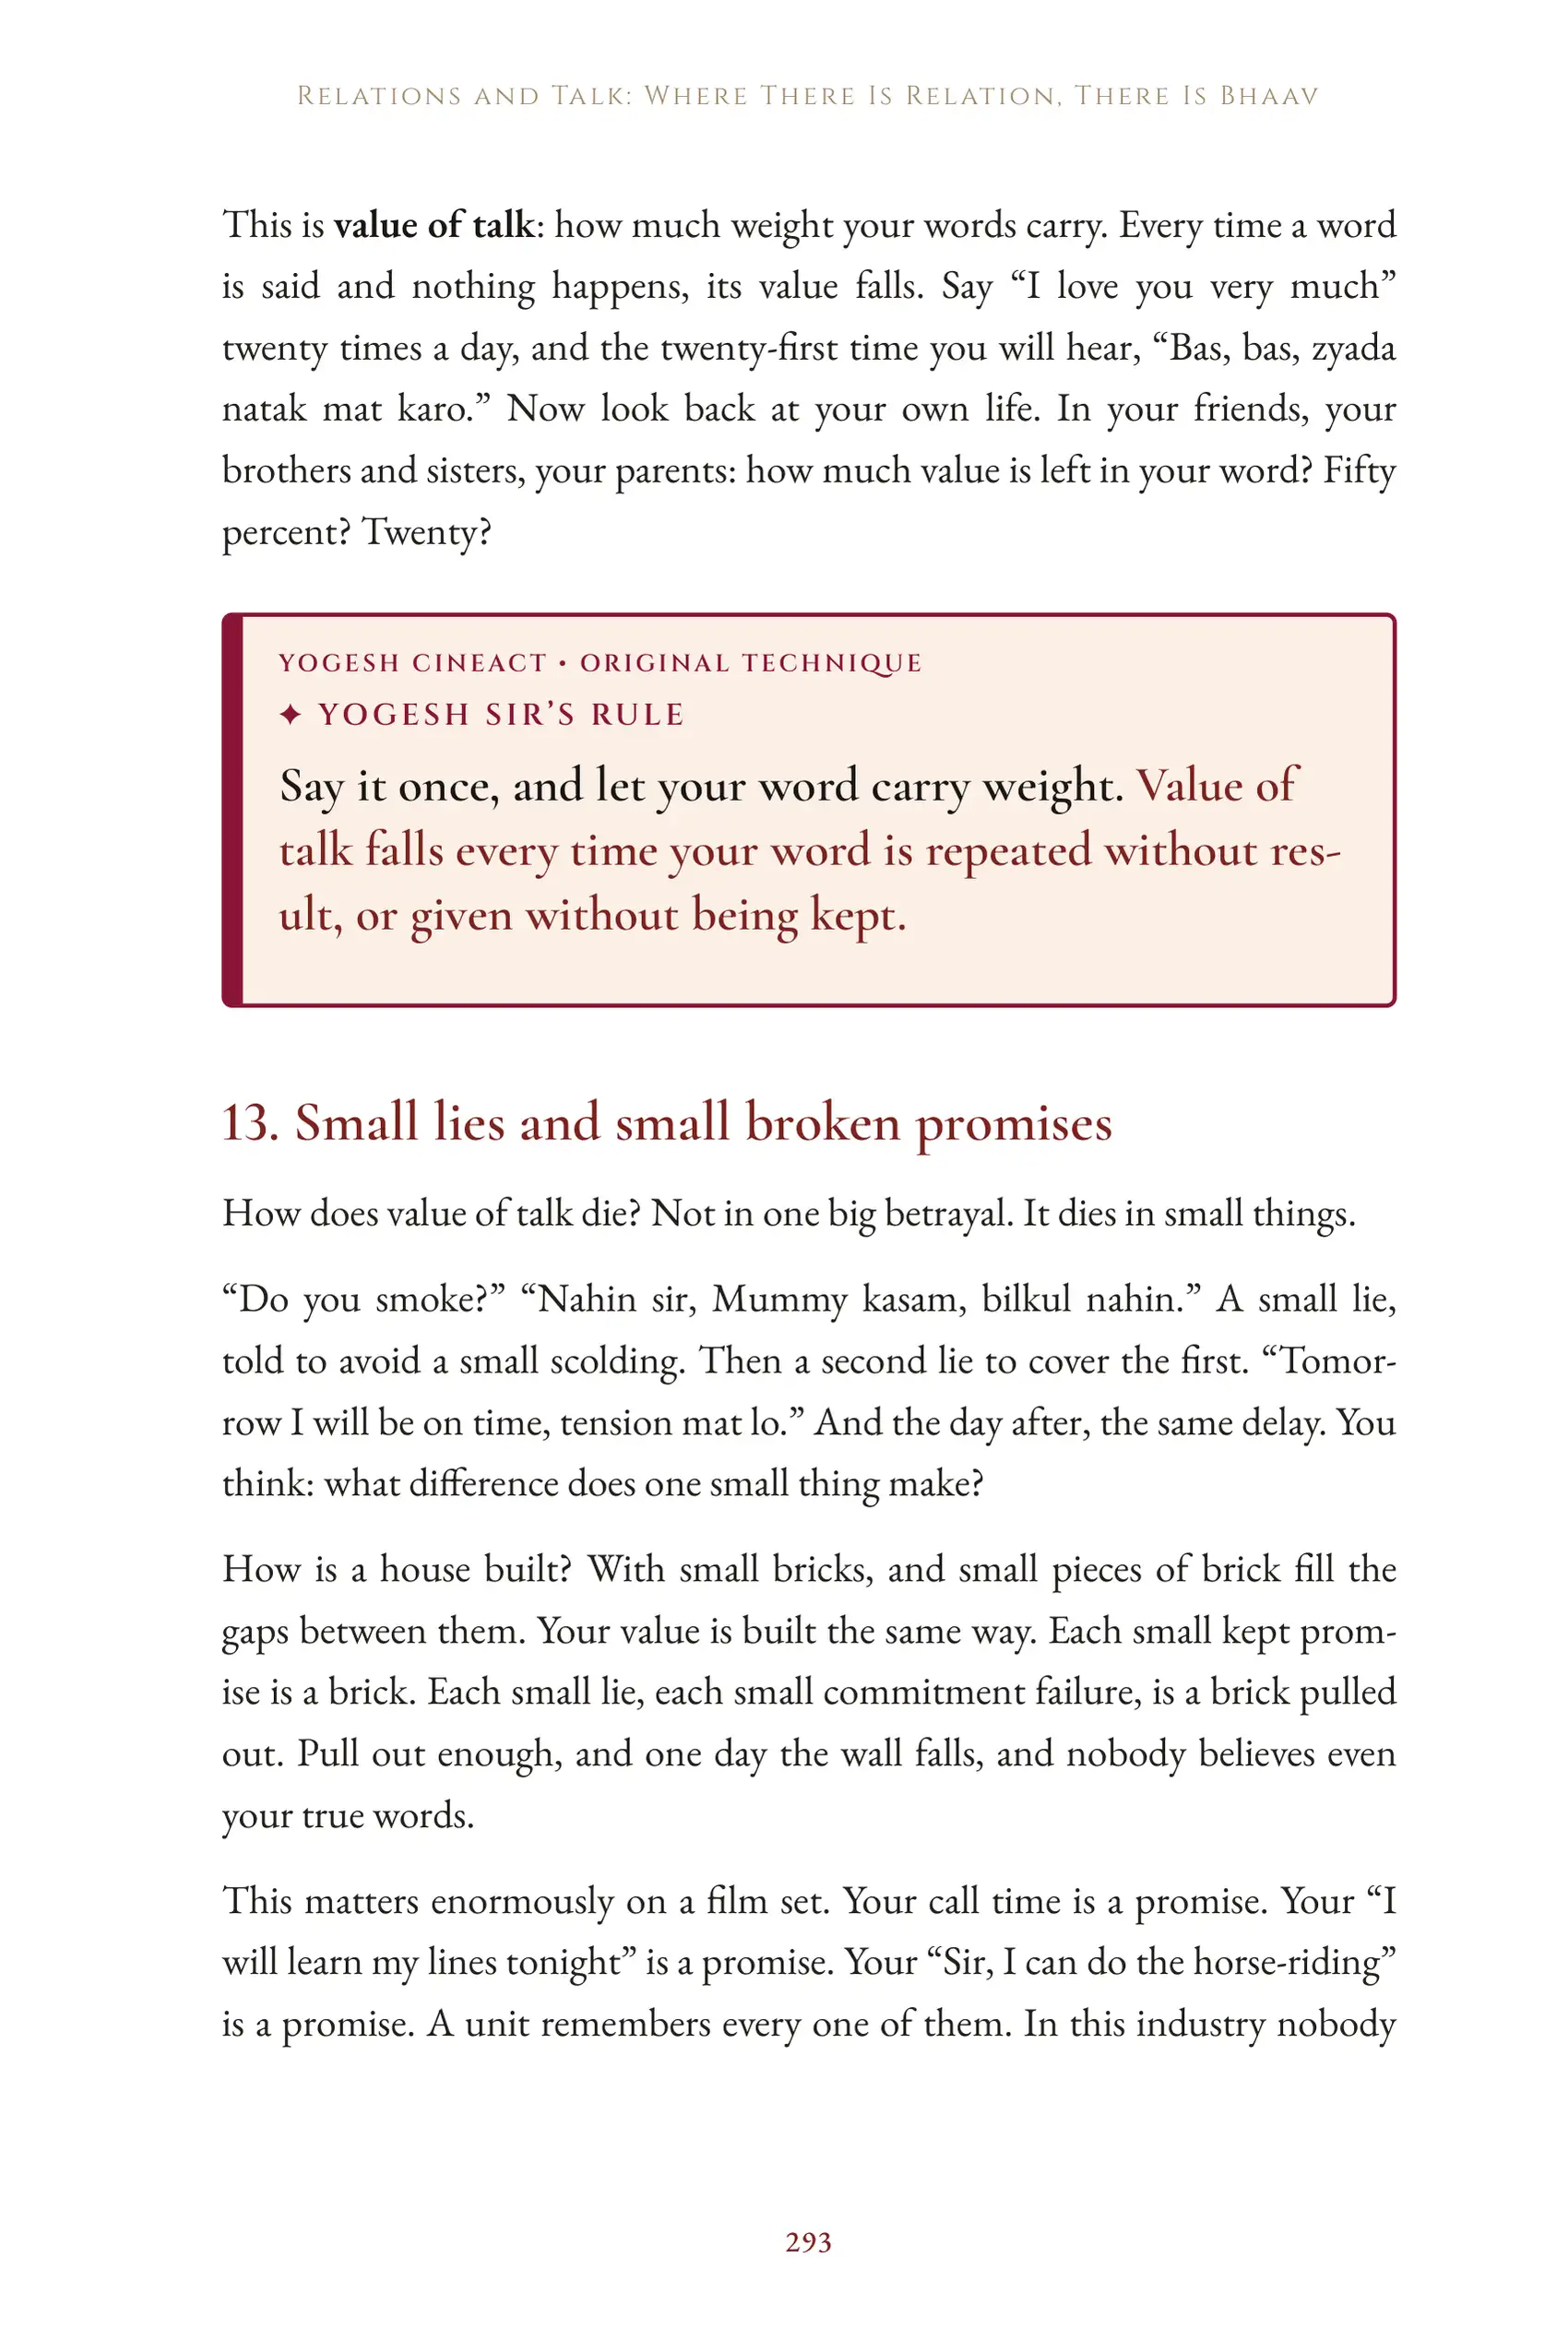 Relations and Talk: Where There Is Relation, There Is Bhaav
This is value of talk: how much weight your words carry. Every time a word
is said and nothing happens, its value falls. Say “I love you very much”
twenty times a day, and the twenty-first time you will hear, “Bas, bas, zyada
natak mat karo.” Now look back at your own life. In your friends, your
brothers and sisters, your parents: how much value is left in your word? Fifty
percent? Twenty?
YOGESH CINEACT • ORIGINAL TECHNIQUE
✦ YOGESH SIR’S RULE
Say it once, and let your word carry weight. Value of
talk falls every time your word is repeated without res-
ult, or given without being kept.
13. Small lies and small broken promises
How does value of talk die? Not in one big betrayal. It dies in small things.
“Do you smoke?” “Nahin sir, Mummy kasam, bilkul nahin.” A small lie,
told to avoid a small scolding. Then a second lie to cover the first. “Tomor-
row I will be on time, tension mat lo.” And the day after, the same delay. You
think: what difference does one small thing make?
How is a house built? With small bricks, and small pieces of brick fill the
gaps between them. Your value is built the same way. Each small kept prom-
ise is a brick. Each small lie, each small commitment failure, is a brick pulled
out. Pull out enough, and one day the wall falls, and nobody believes even
your true words.
This matters enormously on a film set. Your call time is a promise. Your “I
will learn my lines tonight” is a promise. Your “Sir, I can do the horse-riding”
is a promise. A unit remembers every one of them. In this industry nobody
293